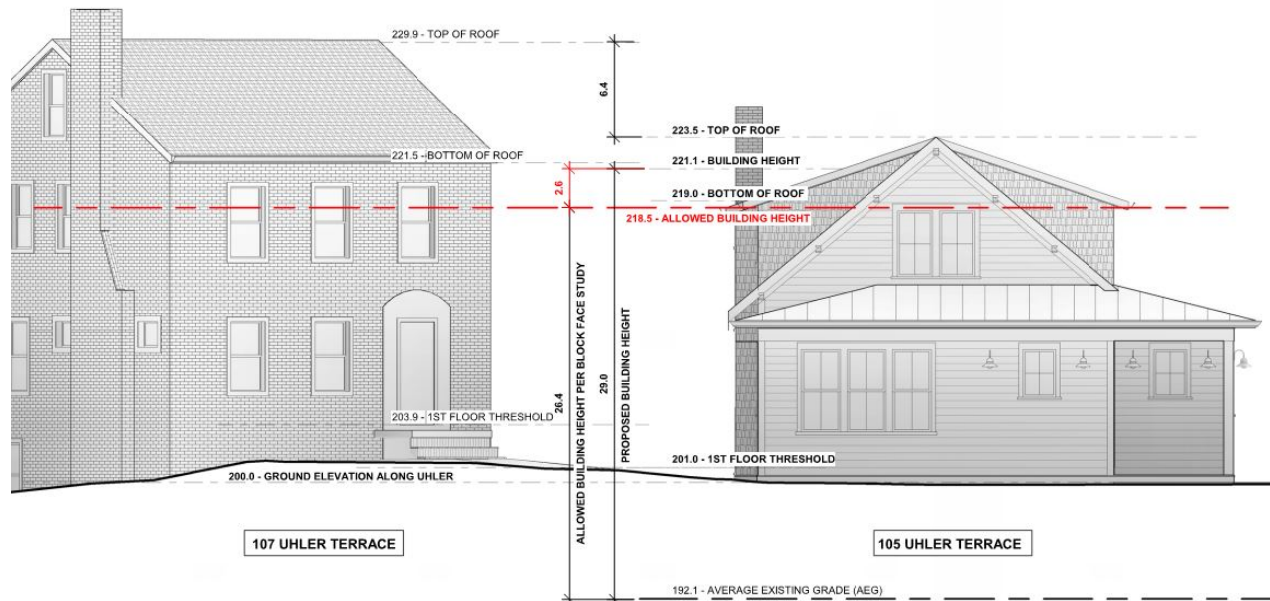 229.9 - TOP OF ROOF
6.4
223.5 - TOP OF ROOF
221.5 - BOTTOM OF ROOF
221.1 - BUILDING HEIGHT
2.6
219.0 - BOTTOM OF ROOF
218.5 - ALLOWED BUILDING HEIGHT
ALLOWED BUILDING HEIGHT PER BLOCK FACE STUDY
26.4
29.0
PROPOSED BUILDING HEIGHT
203.9 - 1ST FLOOR THRESHOLD
201.0 - 1ST FLOOR THRESHOLD
200.0 - GROUND ELEVATION ALONG UHLER
107 UHLER TERRACE
105 UHLER TERRACE
192.1 - AVERAGE EXISTING GRADE (AEG)